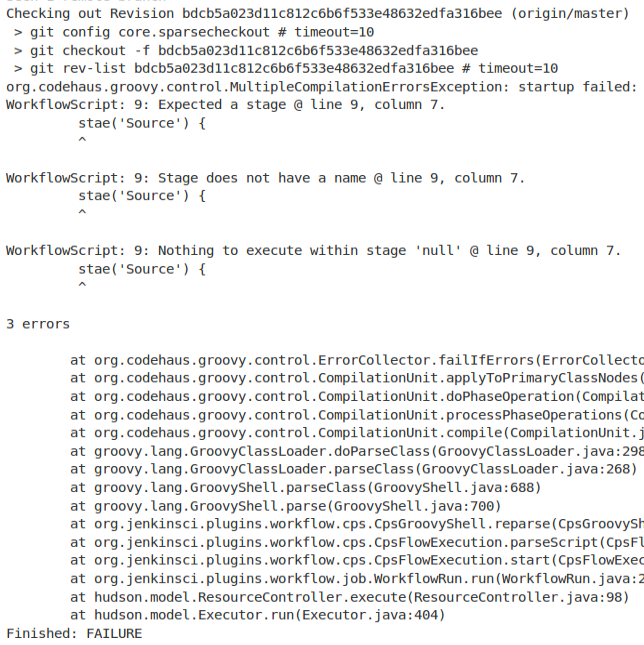 Checking out Revision bdcb5a023d11c812c6b6f533e48632edfa316bee (origin/master)
 > git config core.sparsecheckout # timeout=10
 > git checkout -f bdcb5a023d11c812c6b6f533e48632edfa316bee
 > git rev-list bdcb5a023d11c812c6b6f533e48632edfa316bee # timeout=10
org.codehaus.groovy.control.MultipleCompilationErrorsException: startup failed:
WorkflowScript: 9: Expected a stage @ line 9, column 7.
         stae('Source') {
         ^
WorkflowScript: 9: Stage does not have a name @ line 9, column 7.
         stae('Source') {
         ^
WorkflowScript: 9: Nothing to execute within stage 'null' @ line 9, column 7.
         stae('Source') {
         ^
3 errors
        at org.codehaus.groovy.control.ErrorCollector.failIfErrors(ErrorCollecto
        at org.codehaus.groovy.control.CompilationUnit.applyToPrimaryClassNodes(
        at org.codehaus.groovy.control.CompilationUnit.doPhaseOperation(Compilat
        at org.codehaus.groovy.control.CompilationUnit.processPhaseOperations(Co
        at org.codehaus.groovy.control.CompilationUnit.compile(CompilationUnit.j
        at groovy.lang.GroovyClassLoader.doParseClass(GroovyClassLoader.java:298
        at groovy.lang.GroovyClassLoader.parseClass(GroovyClassLoader.java:268)
        at groovy.lang.GroovyShell.parseClass(GroovyShell.java:688)
        at groovy.lang.GroovyShell.parse(GroovyShell.java:700)
        at org.jenkinsci.plugins.workflow.cps.CpsGroovyShell.reparse(CpsGroovySh
        at org.jenkinsci.plugins.workflow.cps.CpsFlowExecution.parseScript(CpsFl
        at org.jenkinsci.plugins.workflow.cps.CpsFlowExecution.start(CpsFlowExec
        at org.jenkinsci.plugins.workflow.job.WorkflowRun.run(WorkflowRun.java:2
        at hudson.model.ResourceController.execute(ResourceController.java:98)
        at hudson.model.Executor.run(Executor.java:404)
Finished: FAILURE